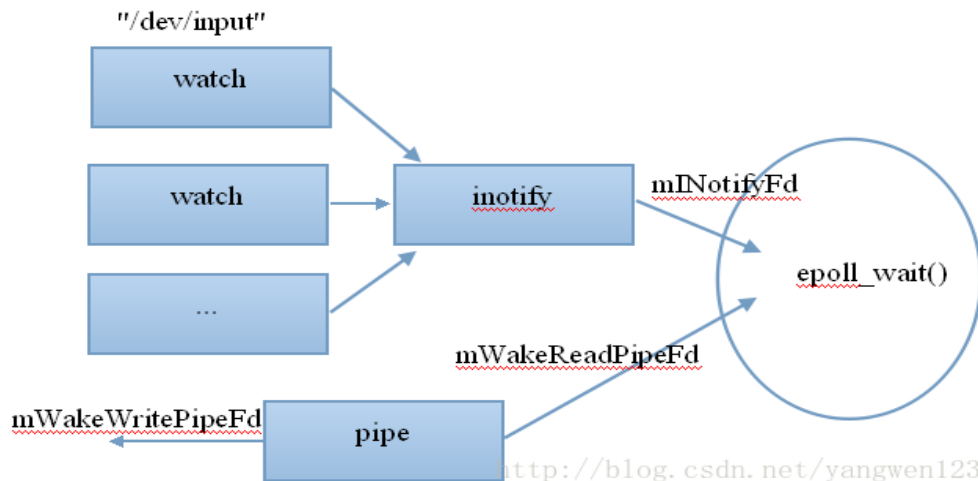 "/dev/input"
watch
watch
inotify
mINotifyFd
epoll_wait()
...
mWakeReadPipeFd
mWakeWritePipeFd
pipe
http://blog.csdn.net/yangwen123